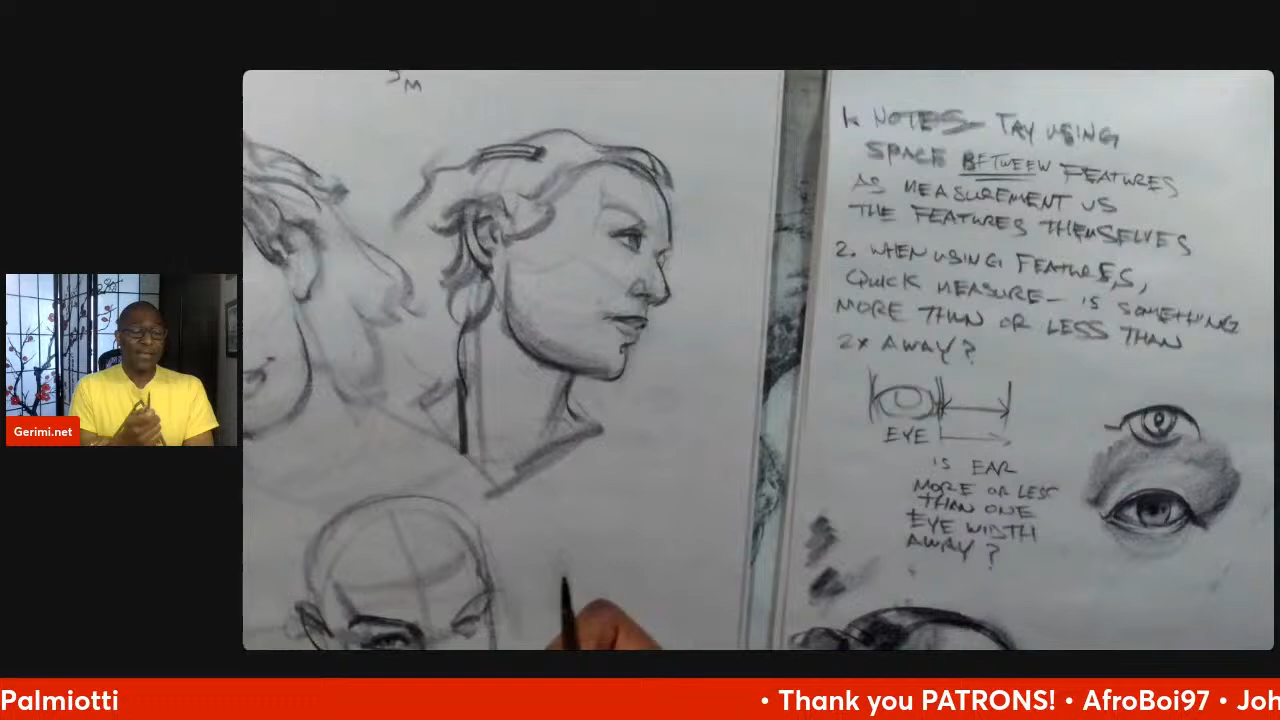 M
1. NOTES- TRY USING
SPACE BETWEEN FEATURES
AS MEASUREMENT VS
THE FEATURES THEMSELVES
2. WHEN USING FEATURES,
QUICK MEASURE- IS SOMETHING
MORE THAN OR LESS THAN
2x AWAY?
EYE
IS EAR
MORE OR LESS
THAN ONE
EYE WIDTH
AWAY?
Gerimi.net
Palmiotti • Thank you PATRONS! • AfroBoi97 • Joh